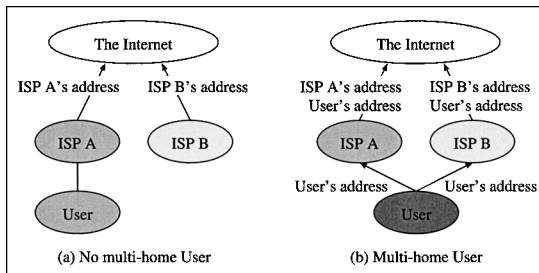 The Internet
ISP A's address
ISP B's address
ISP A
ISP B
User
(a) No multi-home User
The Internet
ISP A's address
User's address
ISP B's address
User's address
ISP A
ISP B
User's address
User's address
User
(b) Multi-home User